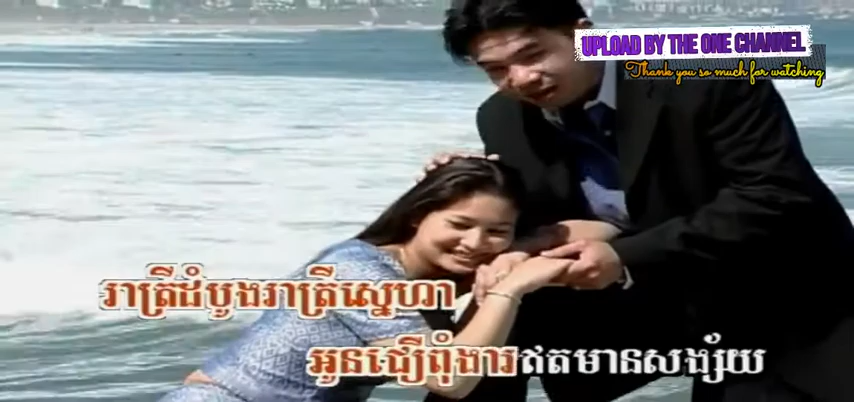 UPLOAD BY THE ONE CHANNEL
Thank you so much for watching
រាត្រីដំបូងរាត្រីស្នេហា
អូនជឿពុំងារឥតមានសង្ស័យ